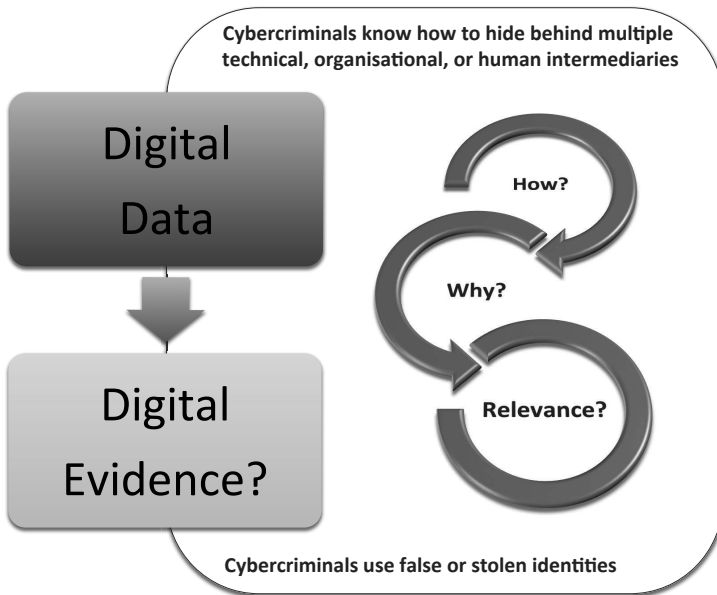 Cybercriminals know how to hide behind multiple
technical, organisational, or human intermediaries
Digital
Data
How?
Why?
Digital
Evidence?
Relevance?
Cybercriminals use false or stolen identities